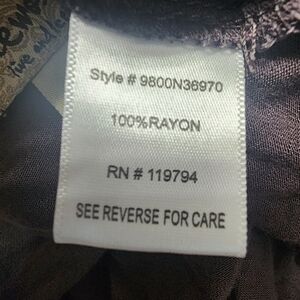 Style # 9800N36970
100%RAYON
RN # 119794
SEE REVERSE FOR CARE